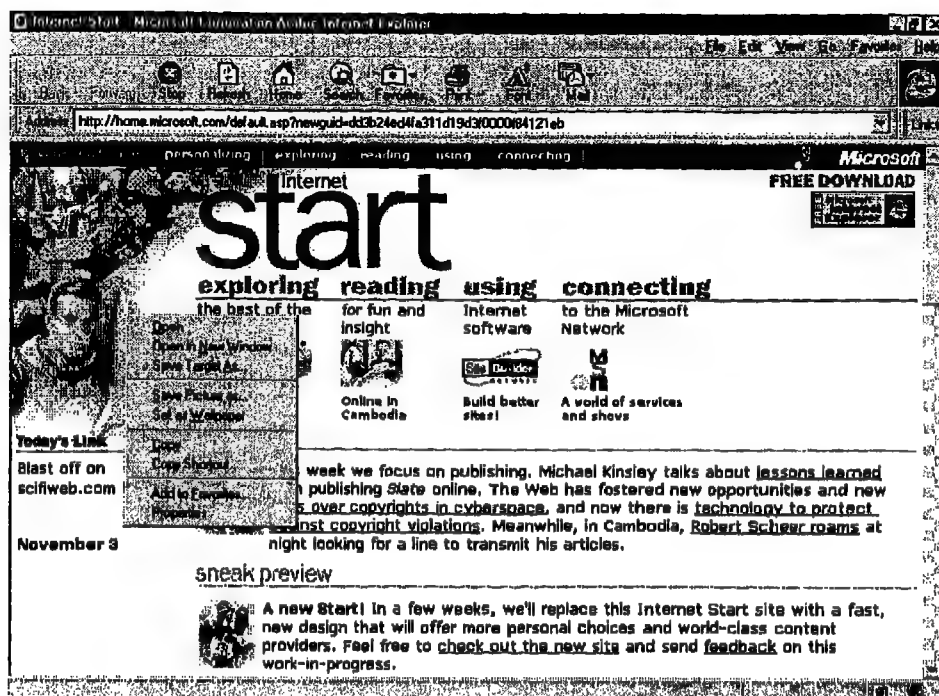 Internet Start - Microsoft Internet Explorer
File Edit View Go Favorites Help
Back Forward Stop Refresh Home Search Favorites Print Font Mail
Address http://home.microsoft.com/default.asp?newguid=dd3b24ed4fa311d19d3f0000f84121eb Links
personalizing | exploring reading using connecting | Microsoft
Internet
start
FREE DOWNLOAD
exploring reading using connecting
the best of the for fun and Internet to the Microsoft
insight software Network
Open
Open in New Window
Save Target As...
Save Picture as...
Set as Wallpaper
Copy
Copy Shortcut
Add to Favorites...
Properties
Site Builder
NETWORK
msn
Online in Build better A world of services
Cambodia sites! and shows
Today's Link
Blast off on
scifiweb.com
November 3
week we focus on publishing. Michael Kinsley talks about lessons learned
publishing Slate online. The Web has fostered new opportunities and new
over copyrights in cyberspace, and now there is technology to protect
against copyright violations. Meanwhile, in Cambodia, Robert Scheer roams at
night looking for a line to transmit his articles.
sneak preview
A new Start! In a few weeks, we'll replace this Internet Start site with a fast,
new design that will offer more personal choices and world-class content
providers. Feel free to check out the new site and send feedback on this
work-in-progress.